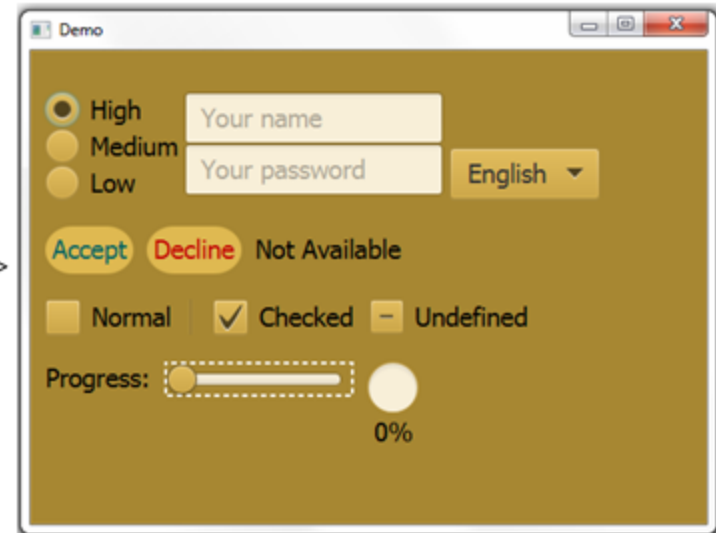 Demo
High
Your name
Medium
Your password
English
Low
Accept
Decline
Not Available
Normal
Checked
Undefined
Progress:
0%